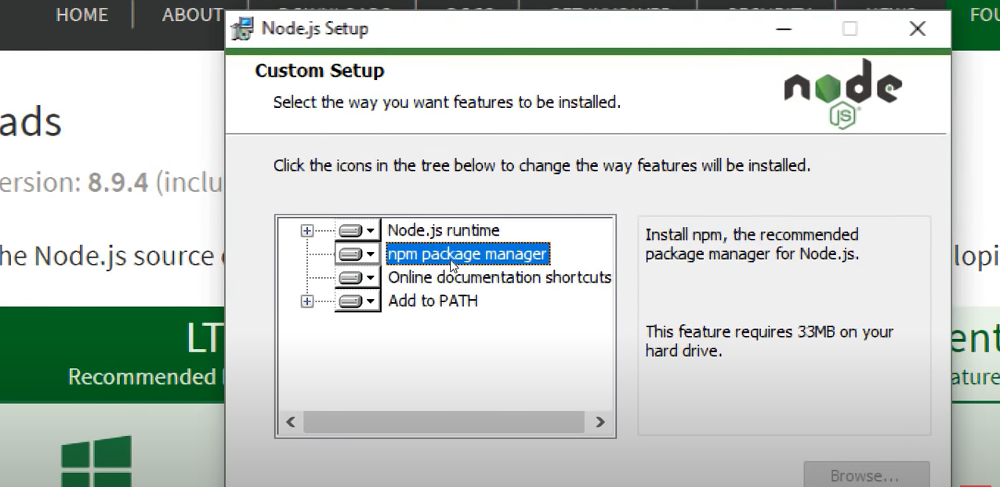 HOME
ABOUT
FOU
Node.js Setup
Custom Setup
Select the way you want features to be installed.
node
JS
ads
ersion: 8.9.4 (inclu
Click the icons in the tree below to change the way features will be installed.
Node.js runtime
npm package manager
Online documentation shortcuts
Add to PATH
Install npm, the recommended
package manager for Node.js.
This feature requires 33MB on your
hard drive.
he Node.js source
lopi
LT
Recommended
ent
ature
Browse...